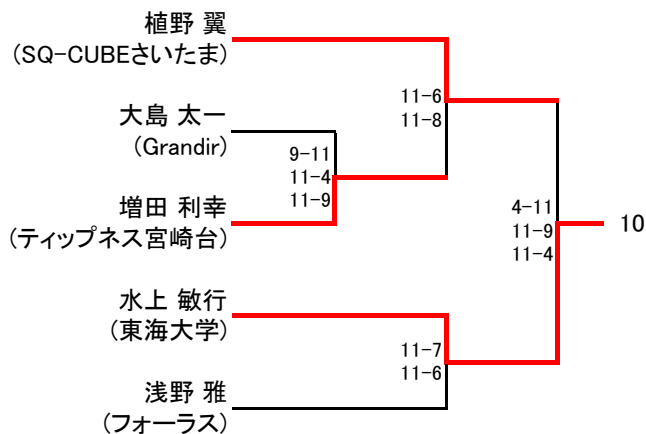 植野 翼
(SQ-CUBEさいたま)
11-6
11-8
大島 太一
(Grandir)
9-11
11-4
11-9
増田 利幸
(ティップネス宮崎台)
4-11
11-9
11-4
10
水上 敏行
(東海大学)
11-7
11-6
浅野 雅
(フォーラス)